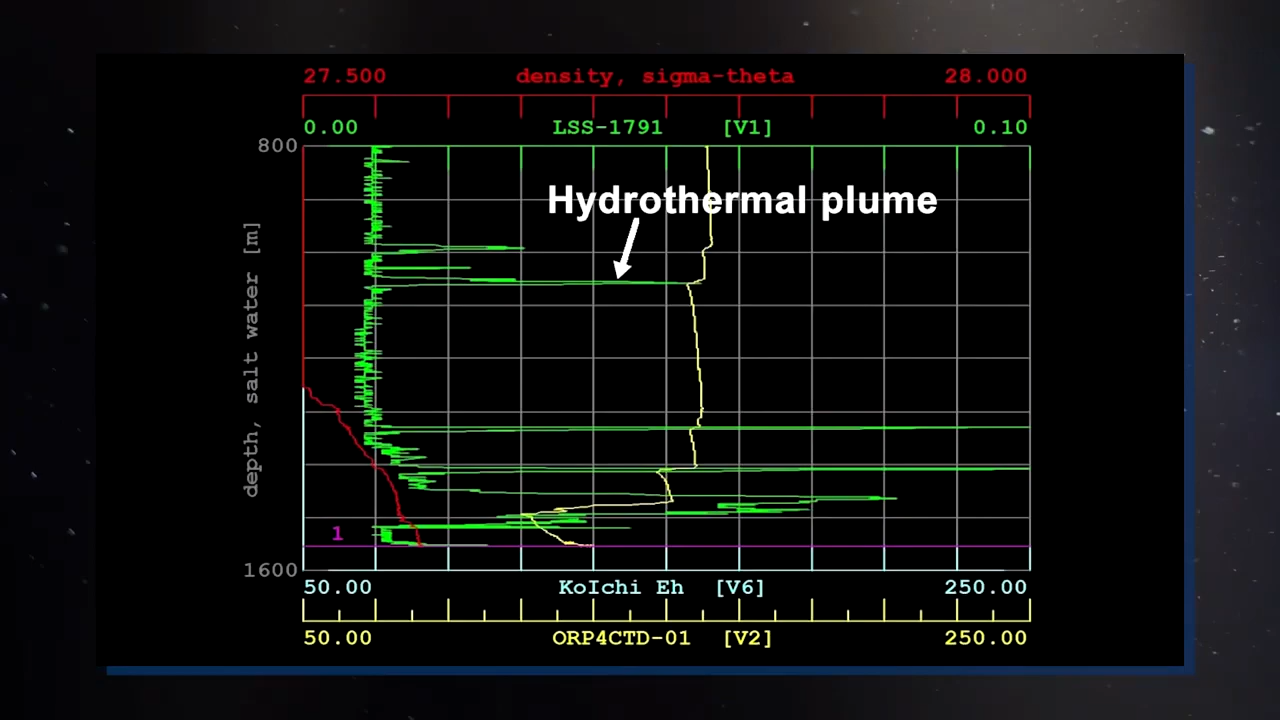 27.500 density, sigma-theta 28.000
0.00 LSS-1791 [V1] 0.10
800
Hydrothermal plume
depth, salt water [m]
1
1600
50.00 KoIchi Eh [V6] 250.00
50.00 ORP4CTD-01 [V2] 250.00